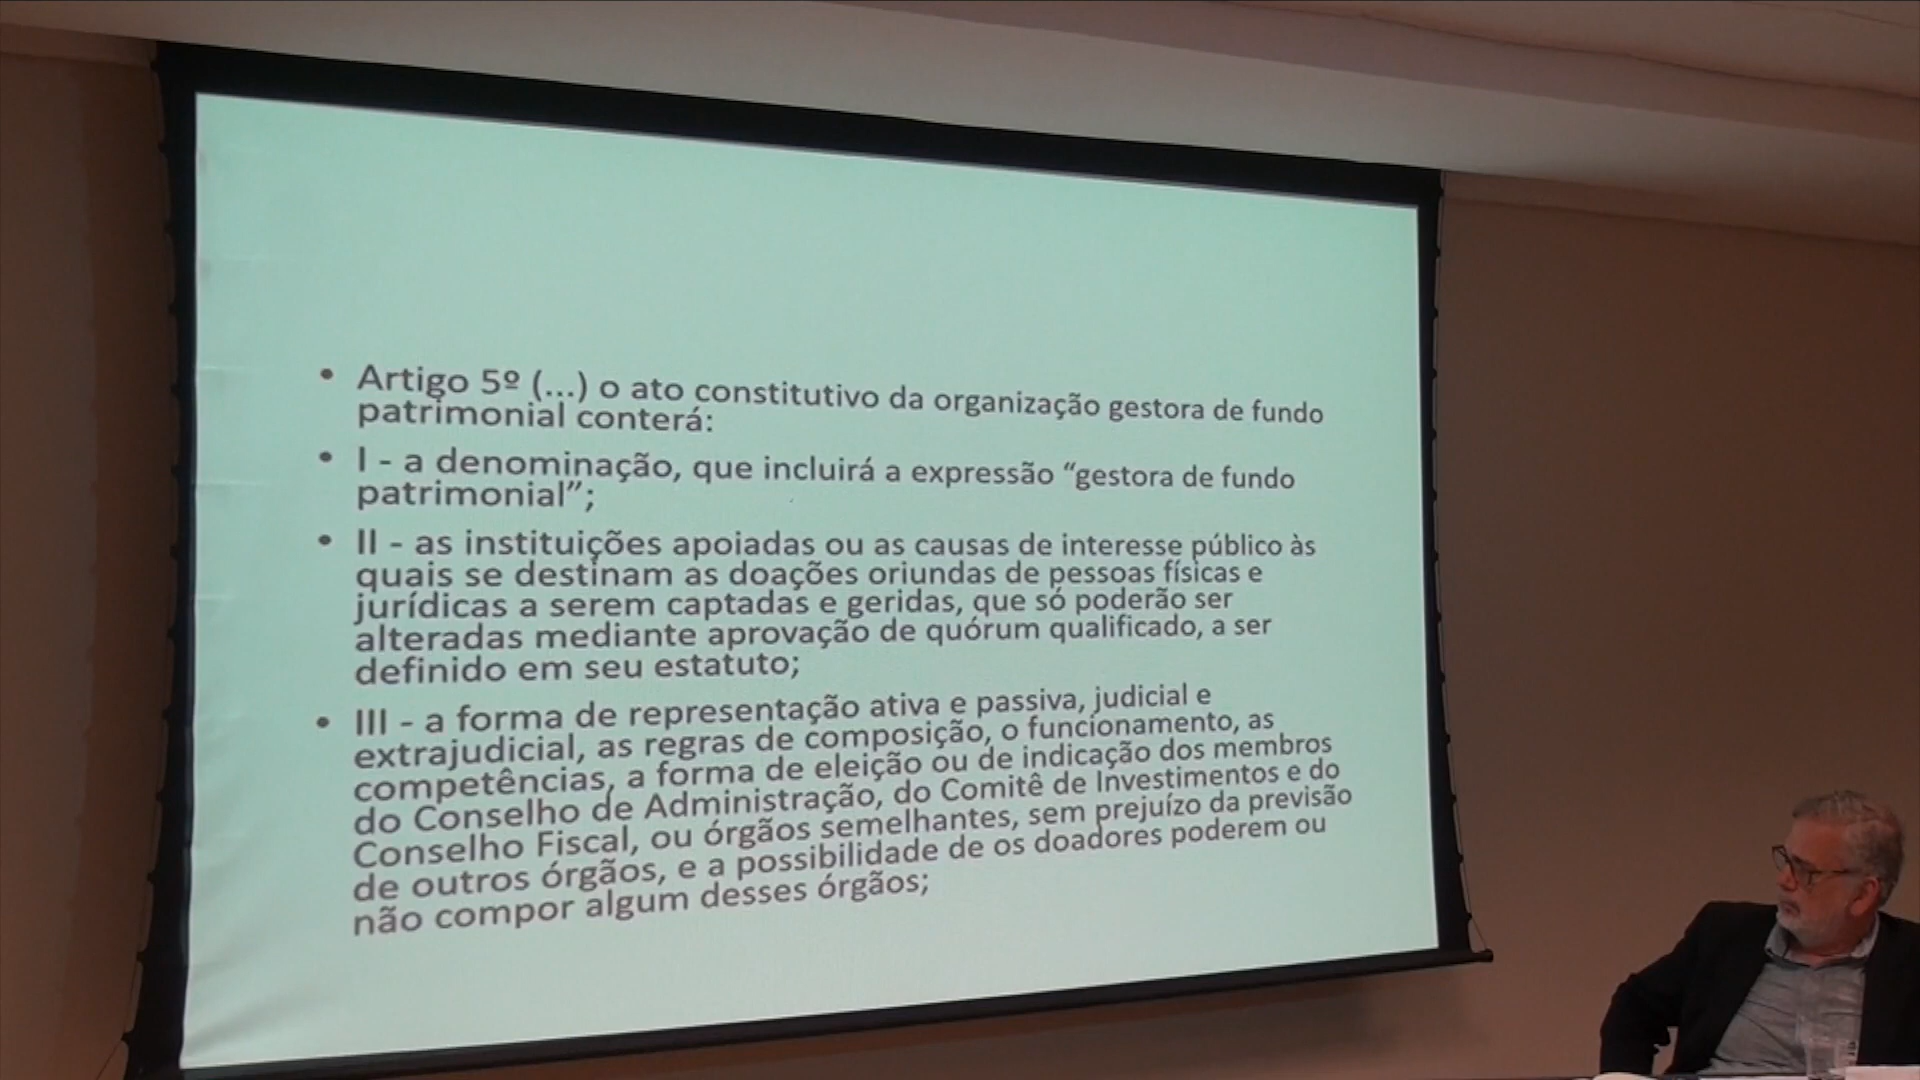 • Artigo 5º (...) o ato constitutivo da organização gestora de fundo
patrimonial conterá:
• I - a denominação, que incluirá a expressão “gestora de fundo
patrimonial”;
• II - as instituições apoiadas ou as causas de interesse público às
quais se destinam as doações oriundas de pessoas físicas e
jurídicas a serem captadas e geridas, que só poderão ser
alteradas mediante aprovação de quórum qualificado, a ser
definido em seu estatuto;
• III - a forma de representação ativa e passiva, judicial e
extrajudicial, as regras de composição, o funcionamento, as
competências, a forma de eleição ou de indicação dos membros
do Conselho de Administração, do Comitê de Investimentos e do
Conselho Fiscal, ou órgãos semelhantes, sem prejuízo da previsão
de outros órgãos, e a possibilidade de os doadores poderem ou
não compor algum desses órgãos;